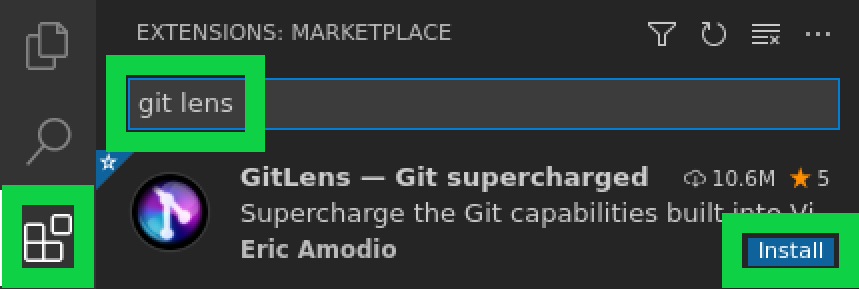 EXTENSIONS: MARKETPLACE
git lens
GitLens — Git supercharged 10.6M 5
Supercharge the Git capabilities built into Vi...
Eric Amodio Install